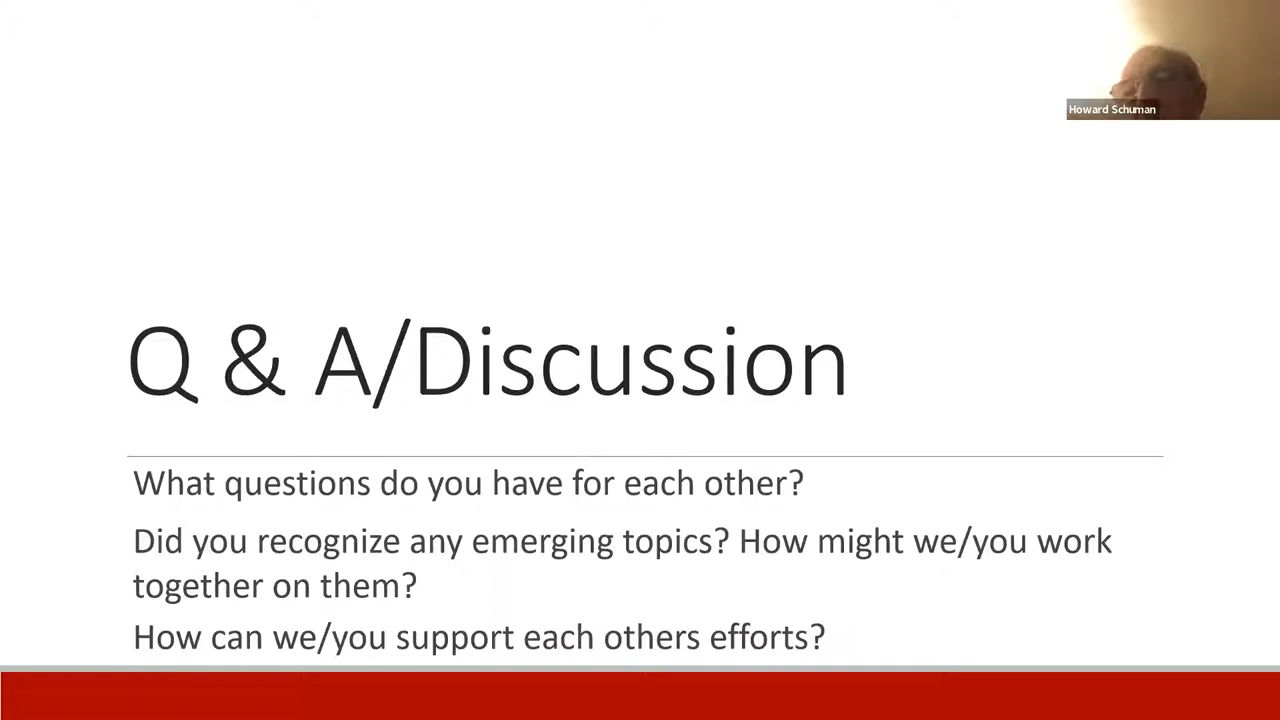 Howard Schuman
Q & A/Discussion
What questions do you have for each other?
Did you recognize any emerging topics? How might we/you work
together on them?
How can we/you support each others efforts?